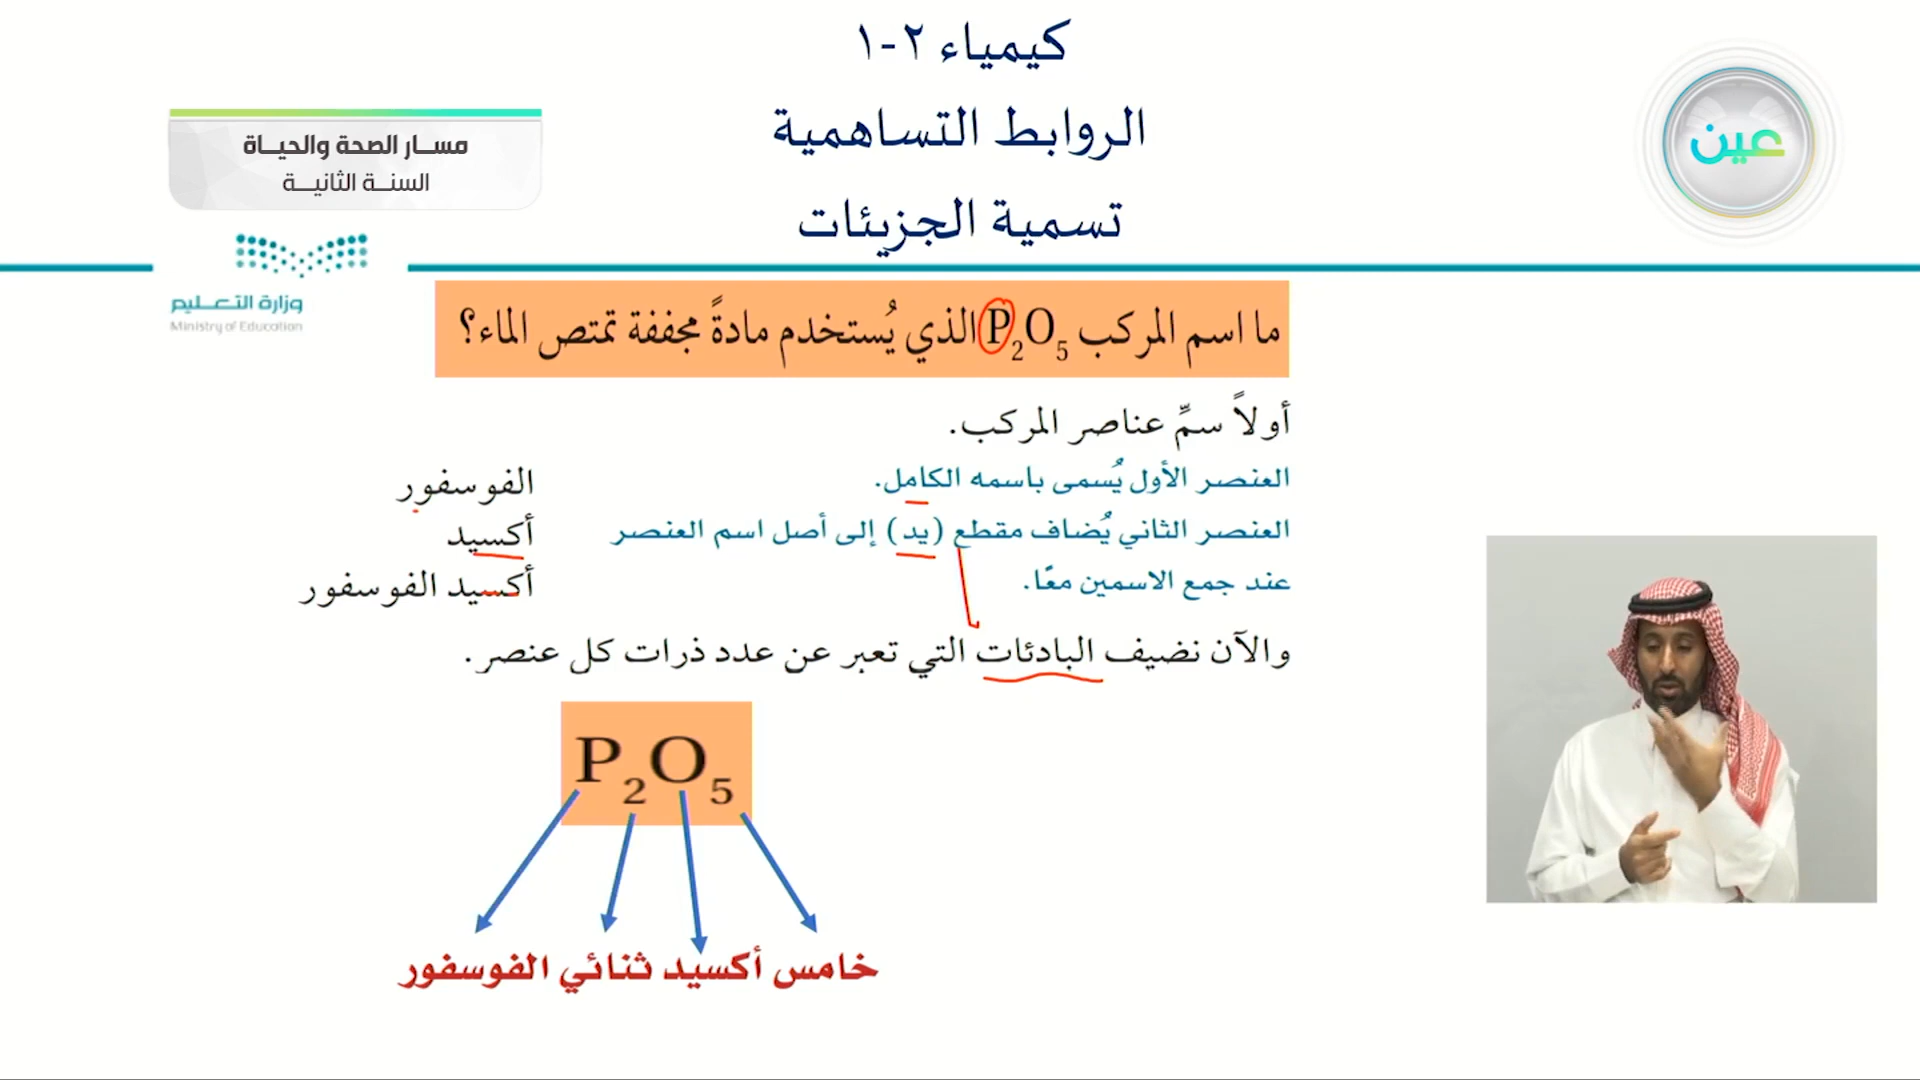 كيمياء ٢-١
الروابط التساهمية
تسمية الجزيئات
عين
مسار الصحة والحياة
السنة الثانية
وزارة التعليم
Ministry of Education
ما اسم المركب P2O5 الذي يُستخدم مادةً مجففة تمتص الماء؟
أولاً سمِّ عناصر المركب.
العنصر الأول يُسمى باسمه الكامل. الفوسفور
العنصر الثاني يُضاف مقطع (يد) إلى أصل اسم العنصر أكسيد
عند جمع الاسمين معًا. أكسيد الفوسفور
والآن نضيف البادئات التي تعبر عن عدد ذرات كل عنصر.
P2O5
خامس أكسيد ثنائي الفوسفور